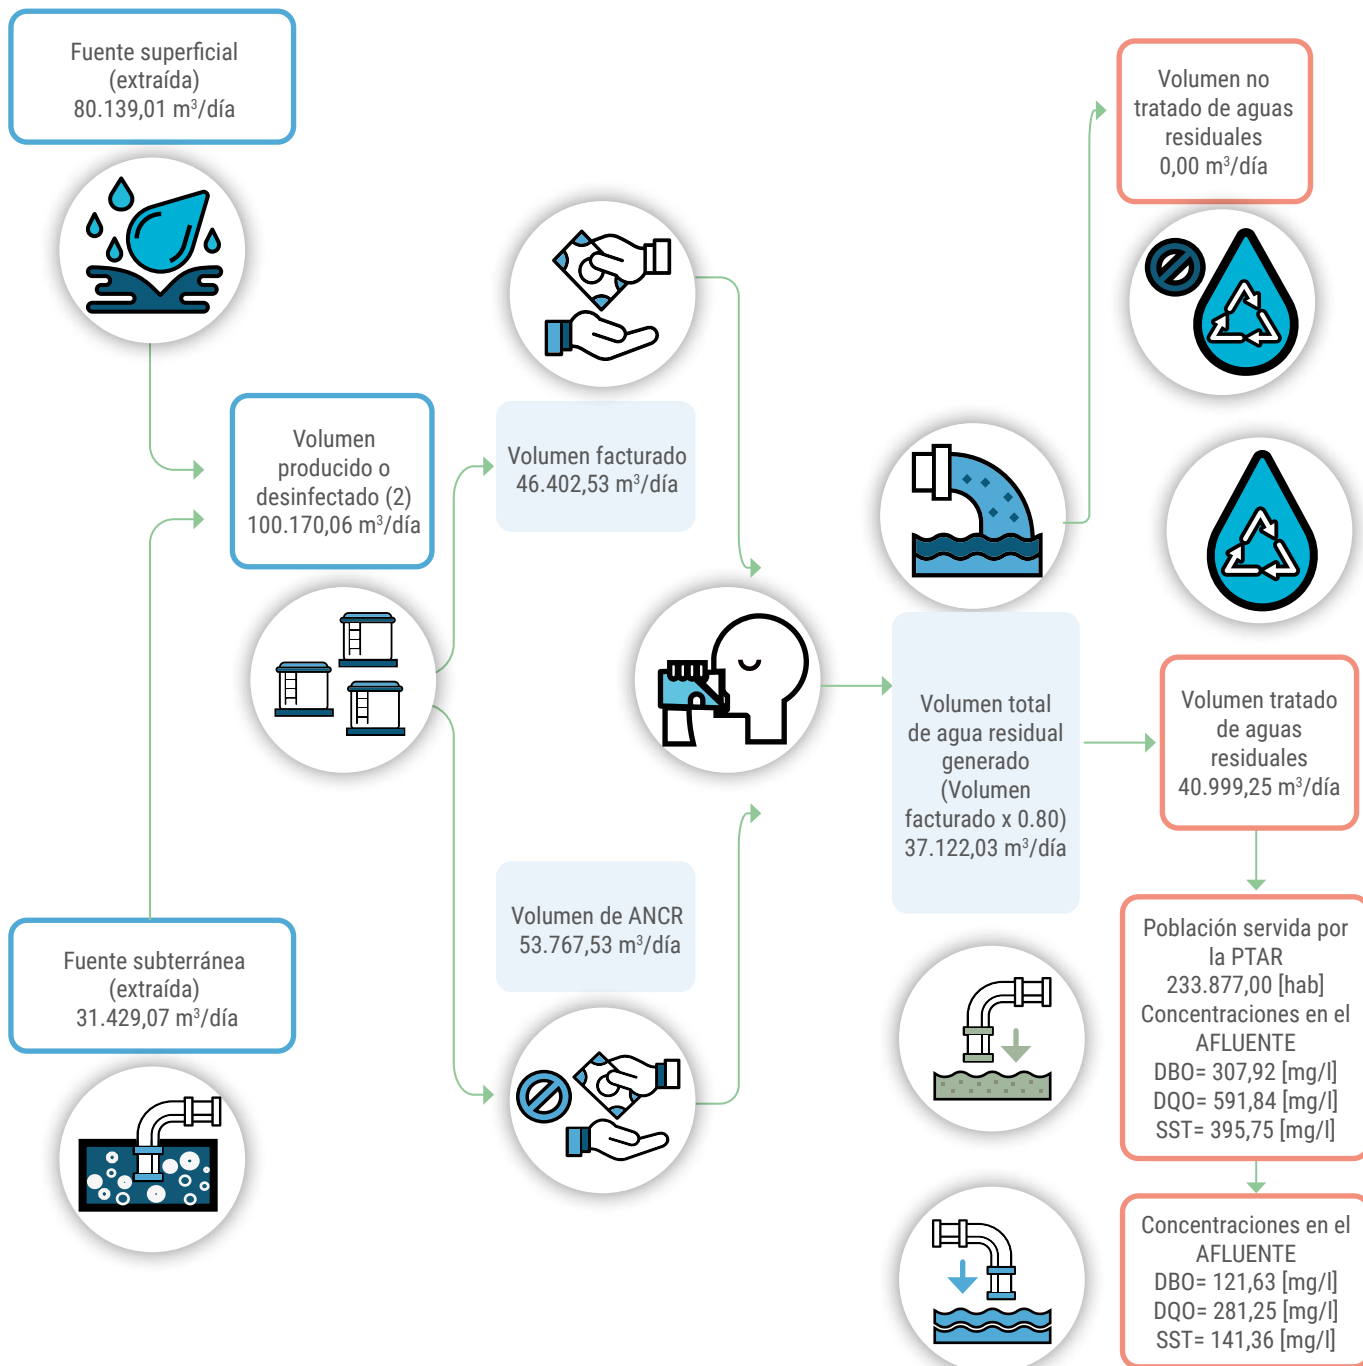 Fuente superficial
(extraída)
80.139,01 m³/día
Volumen
producido o
desinfectado (2)
100.170,06 m³/día
Fuente subterránea
(extraída)
31.429,07 m³/día
Volumen facturado
46.402,53 m³/día
Volumen de ANCR
53.767,53 m³/día
Volumen total
de agua residual
generado
(Volumen
facturado x 0.80)
37.122,03 m³/día
Volumen no
tratado de aguas
residuales
0,00 m³/día
Volumen tratado
de aguas
residuales
40.999,25 m³/día
Población servida por
la PTAR
233.877,00 [hab]
Concentraciones en el
AFLUENTE
DBO= 307,92 [mg/l]
DQO= 591,84 [mg/l]
SST= 395,75 [mg/l]
Concentraciones en el
AFLUENTE
DBO= 121,63 [mg/l]
DQO= 281,25 [mg/l]
SST= 141,36 [mg/l]